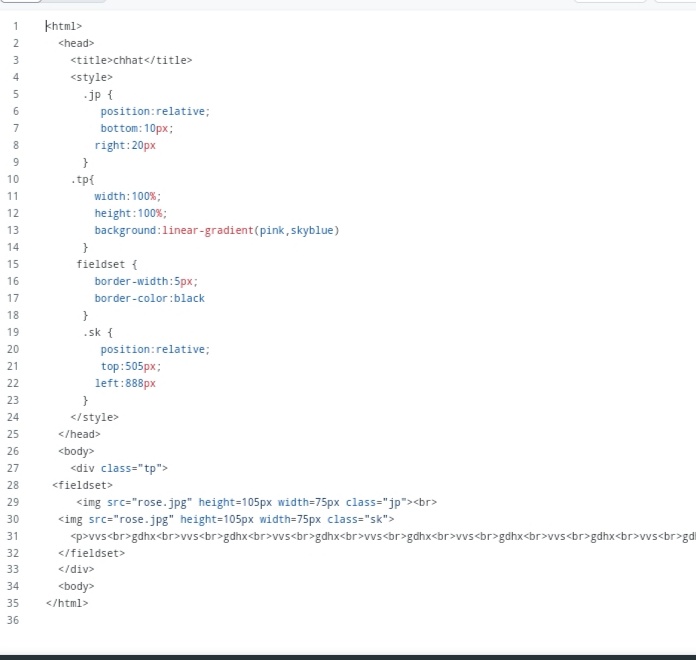 1 <html>
2 <head>
3 <title>chhat</title>
4 <style>
5 .jp {
6 position:relative;
7 bottom:10px;
8 right:20px
9 }
10 .tp{
11 width:100%;
12 height:100%;
13 background:linear-gradient(pink,skyblue)
14 }
15 fieldset {
16 border-width:5px;
17 border-color:black
18 }
19 .sk {
20 position:relative;
21 top:505px;
22 left:888px
23 }
24 </style>
25 </head>
26 <body>
27 <div class="tp">
28 <fieldset>
29 <img src="rose.jpg" height=105px width=75px class="jp"><br>
30 <img src="rose.jpg" height=105px width=75px class="sk">
31 <p>vvs<br>gdhx<br>vvs<br>gdhx<br>vvs<br>gdhx<br>vvs<br>gdhx<br>vvs<br>gdhx<br>vvs<br>gdhx<br>vvs<br>gd
32 </fieldset>
33 </div>
34 <body>
35 </html>
36